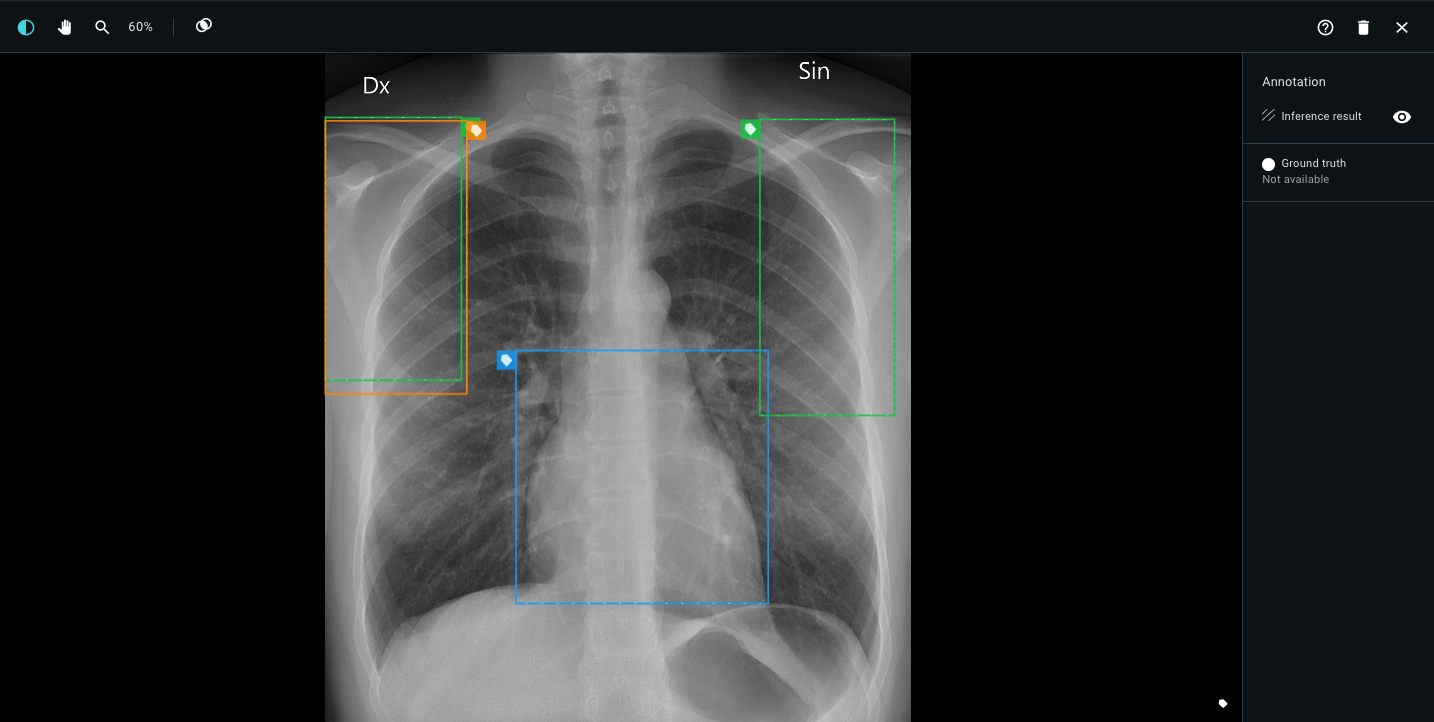 60%
Dx
Sin
Annotation
Inference result
Ground truth
Not available